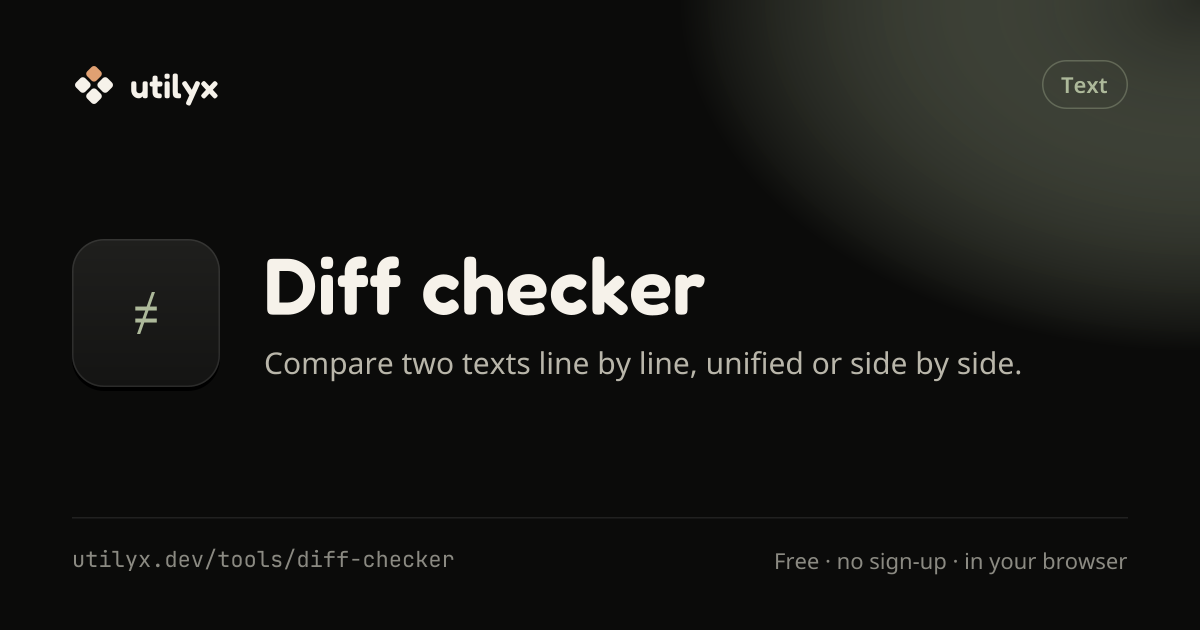 utilyx
Text
≠
Diff checker
Compare two texts line by line, unified or side by side.
utilyx.dev/tools/diff-checker
Free · no sign-up · in your browser